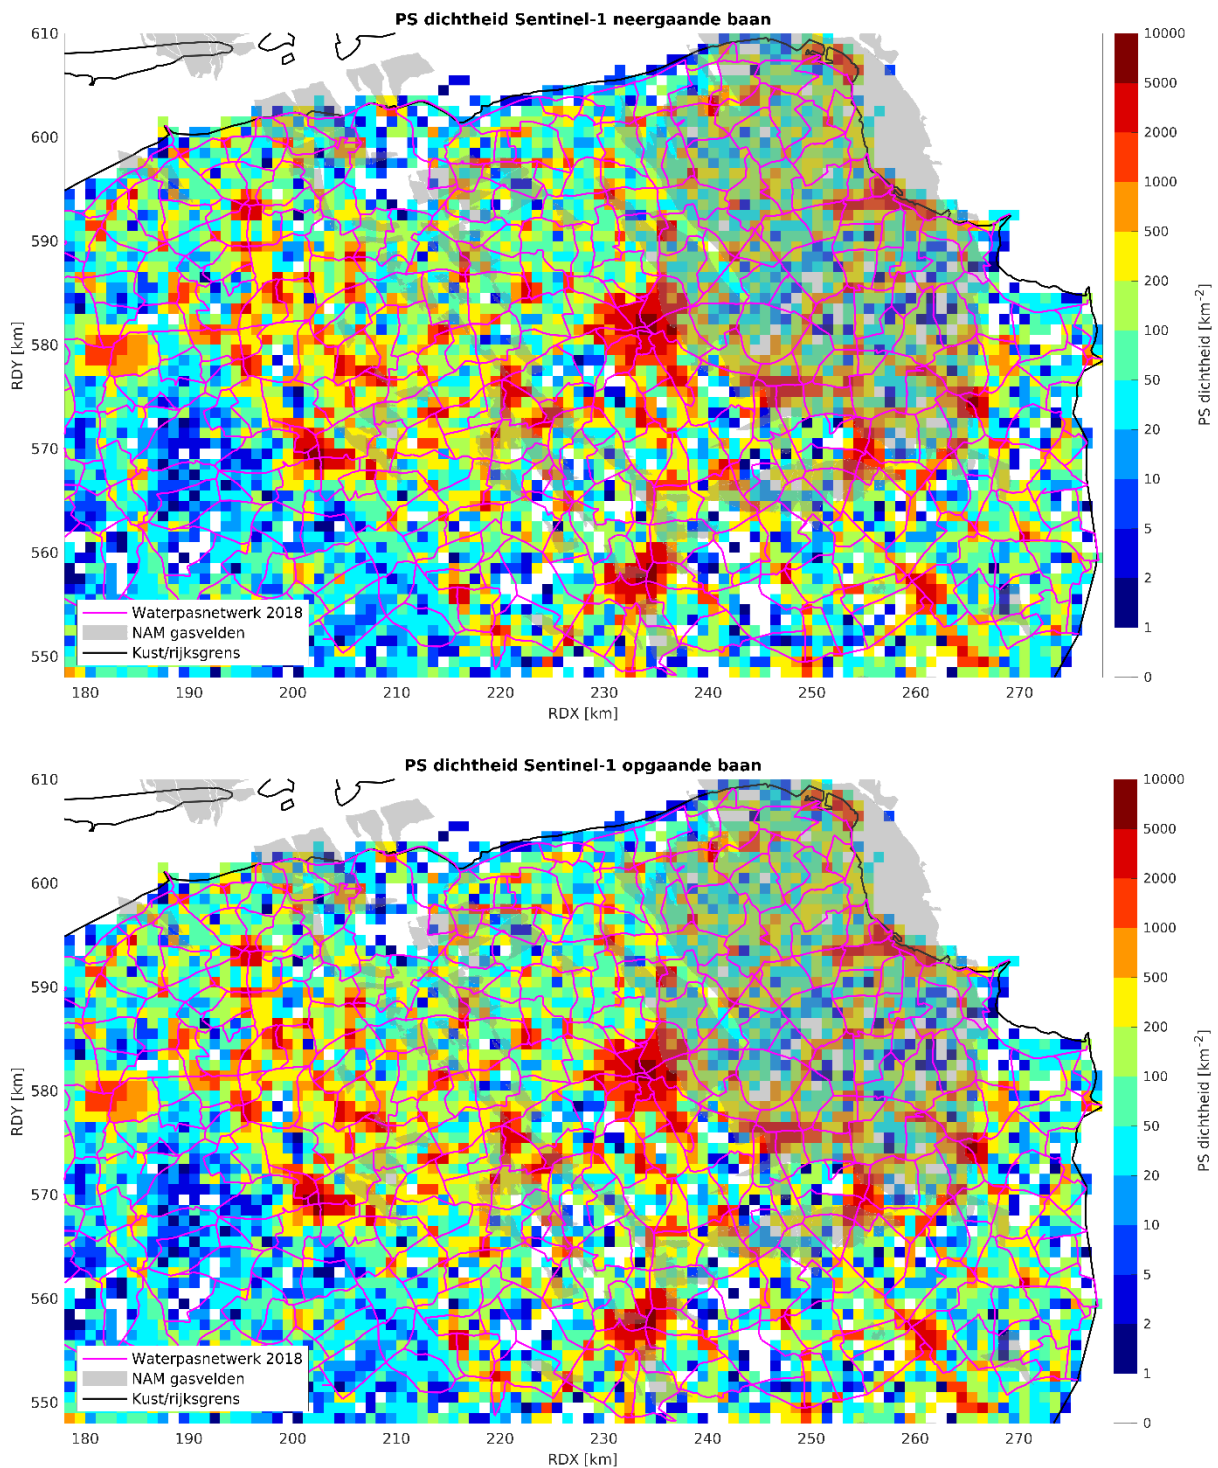 PS dichtheid Sentinel-1 neergaande baan
610
600
590
580
570
560
550
RDY [km]
180 190 200 210 220 230 240 250 260 270
RDX [km]
Waterpasnetwerk 2018
NAM gasvelden
Kust/rijksgrens
10000
5000
2000
1000
500
200
100
50
20
10
5
2
1
0
PS dichtheid [km-2]
PS dichtheid Sentinel-1 opgaande baan
610
600
590
580
570
560
550
RDY [km]
180 190 200 210 220 230 240 250 260 270
RDX [km]
Waterpasnetwerk 2018
NAM gasvelden
Kust/rijksgrens
10000
5000
2000
1000
500
200
100
50
20
10
5
2
1
0
PS dichtheid [km-2]